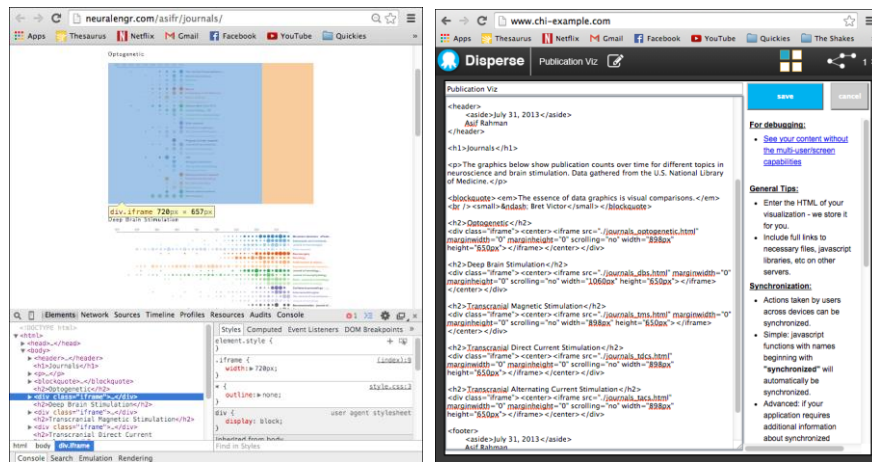 neuralengr.com/asifr/journals/
Apps Thesaurus Netflix Gmail Facebook YouTube Quickies »
Optogenetic
div.iframe 720px × 657px
Deep Brain Stimulation
Elements Network Sources Timeline Profiles Resources Audits Console
<!DOCTYPE html>
<html>
<head>…</head>
<body>
<header>…</header>
<h1>Journals</h1>
<p>…</p>
<blockquote>…</blockquote>
<h2>Optogenetic</h2>
<div class="iframe">…</div>
<h2>Deep Brain Stimulation</h2>
<div class="iframe">…</div>
<h2>Transcranial Magnetic Stimulation</h2>
<div class="iframe">…</div>
<h2>Transcranial Direct Current
html body div.iframe
Console Search Emulation Rendering
Styles Computed Event Listeners DOM Breakpoints »
element.style {
}
.iframe { (index):9
width: 720px;
}
* { style.css:3
outline: none;
}
div { user agent stylesheet
display: block;
}
Inherited from body
Find in Styles
www.chi-example.com
Apps Thesaurus Netflix Gmail Facebook YouTube Quickies The Shakes
Disperse Publication Viz
1
Publication Viz
<header>
<aside>July 31, 2013</aside>
Asif Rahman
</header>
<h1>Journals</h1>
<p>The graphics below show publication counts over time for different topics in
neuroscience and brain stimulation. Data gathered from the U.S. National Library
of Medicine.</p>
<blockquote><em>The essence of data graphics is visual comparisons.</em>
<br /><small>&ndash; Bret Victor</small></blockquote>
<h2>Optogenetic</h2>
<div class="iframe"><center><iframe src="./journals_optogenetic.html"
marginwidth="0" marginheight="0" scrolling="no" width="898px"
height="650px"></iframe></center></div>
<h2>Deep Brain Stimulation</h2>
<div class="iframe"><center><iframe src="./journals_dbs.html" marginwidth="0"
marginheight="0" scrolling="no" width="1060px" height="650px"></iframe>
</center></div>
<h2>Transcranial Magnetic Stimulation</h2>
<div class="iframe"><center><iframe src="./journals_tms.html" marginwidth="0"
marginheight="0" scrolling="no" width="898px" height="650px"></iframe>
</center></div>
<h2>Transcranial Direct Current Stimulation</h2>
<div class="iframe"><center><iframe src="./journals_tdcs.html"
marginwidth="0" marginheight="0" scrolling="no" width="898px"
height="650px"></iframe></center></div>
<h2>Transcranial Alternating Current Stimulation</h2>
<div class="iframe"><center><iframe src="./journals_tacs.html"
marginwidth="0" marginheight="0" scrolling="no" width="898px"
height="650px"></iframe></center></div>
<footer>
<aside>July 31, 2013</aside>
Asif Rahman
save cancel
For debugging:
See your content without
the multi-user/screen
capabilities
General Tips:
Enter the HTML of your
visualization - we store it
for you.
Include full links to
necessary files, javascript
libraries, etc on other
servers.
Synchronization:
Actions taken by users
across devices can be
synchronized.
Simple: javascript
functions with names
beginning with
"synchronized" will
automatically be
synchronized.
Advanced: if your
application requires
additional information
about synchronized